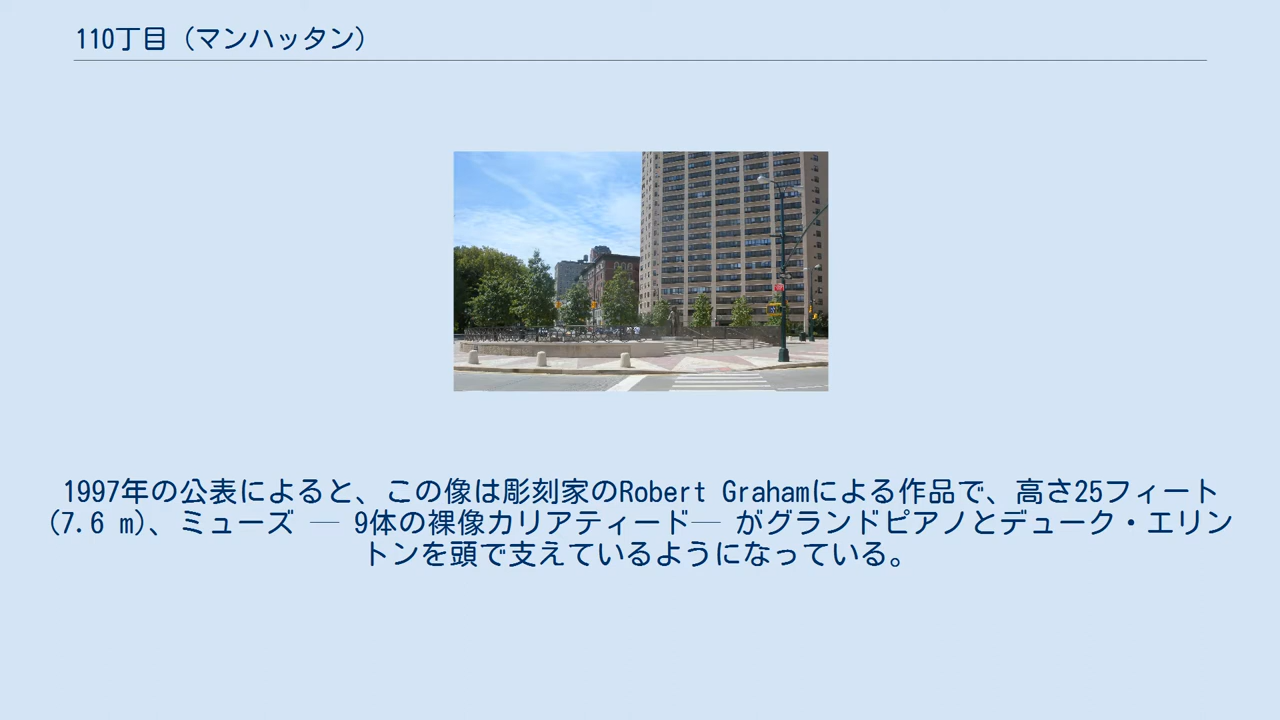 110丁目（マンハッタン）
1997年の公表によると、この像は彫刻家のRobert Grahamによる作品で、高さ25フィート
(7.6 m)、ミューズ ― 9体の裸像カリアティード― がグランドピアノとデューク・エリン
トンを頭で支えているようになっている。